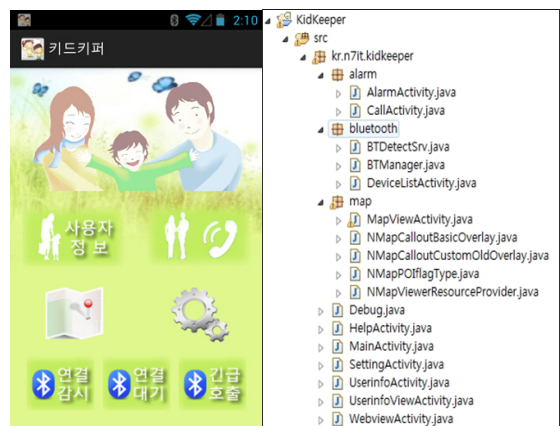 2:10
키드키퍼
사용자
정 보
연결
감시
연결
대기
긴급
호출
KidKeeper
src
kr.n7it.kidkeeper
alarm
AlarmActivity.java
CallActivity.java
bluetooth
BTDetectSrv.java
BTManager.java
DeviceListActivity.java
map
MapViewActivity.java
NMapCalloutBasicOverlay.java
NMapCalloutCustomOldOverlay.java
NMapPOIflagType.java
NMapViewerResourceProvider.java
Debug.java
HelpActivity.java
MainActivity.java
SettingActivity.java
UserinfoActivity.java
UserinfoViewActivity.java
WebviewActivity.java